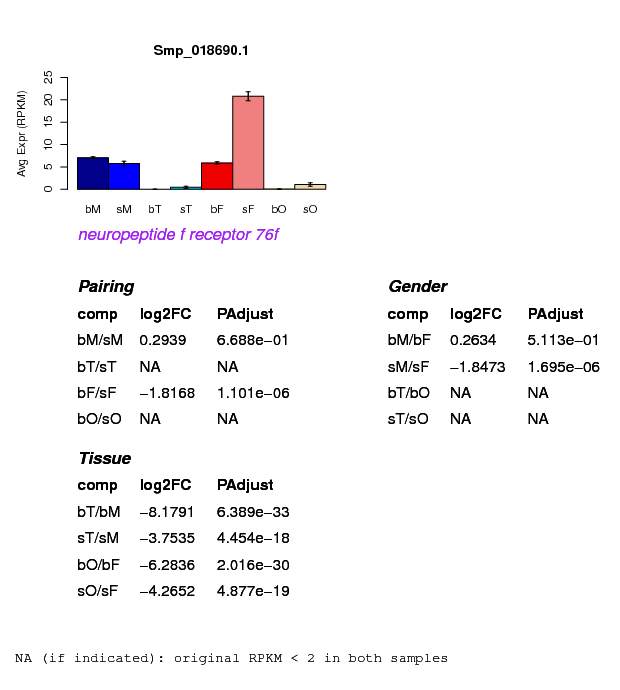 Smp_018690.1
Avg Expr (RPKM)
25
20
15
10
5
0
bM sM bT sT bF sF bO sO
neuropeptide f receptor 76f
Pairing
comp log2FC PAdjust
bM/sM 0.2939 6.688e−01
bT/sT NA NA
bF/sF −1.8168 1.101e−06
bO/sO NA NA
Gender
comp log2FC PAdjust
bM/bF 0.2634 5.113e−01
sM/sF −1.8473 1.695e−06
bT/bO NA NA
sT/sO NA NA
Tissue
comp log2FC PAdjust
bT/bM −8.1791 6.389e−33
sT/sM −3.7535 4.454e−18
bO/bF −6.2836 2.016e−30
sO/sF −4.2652 4.877e−19
NA (if indicated): original RPKM < 2 in both samples